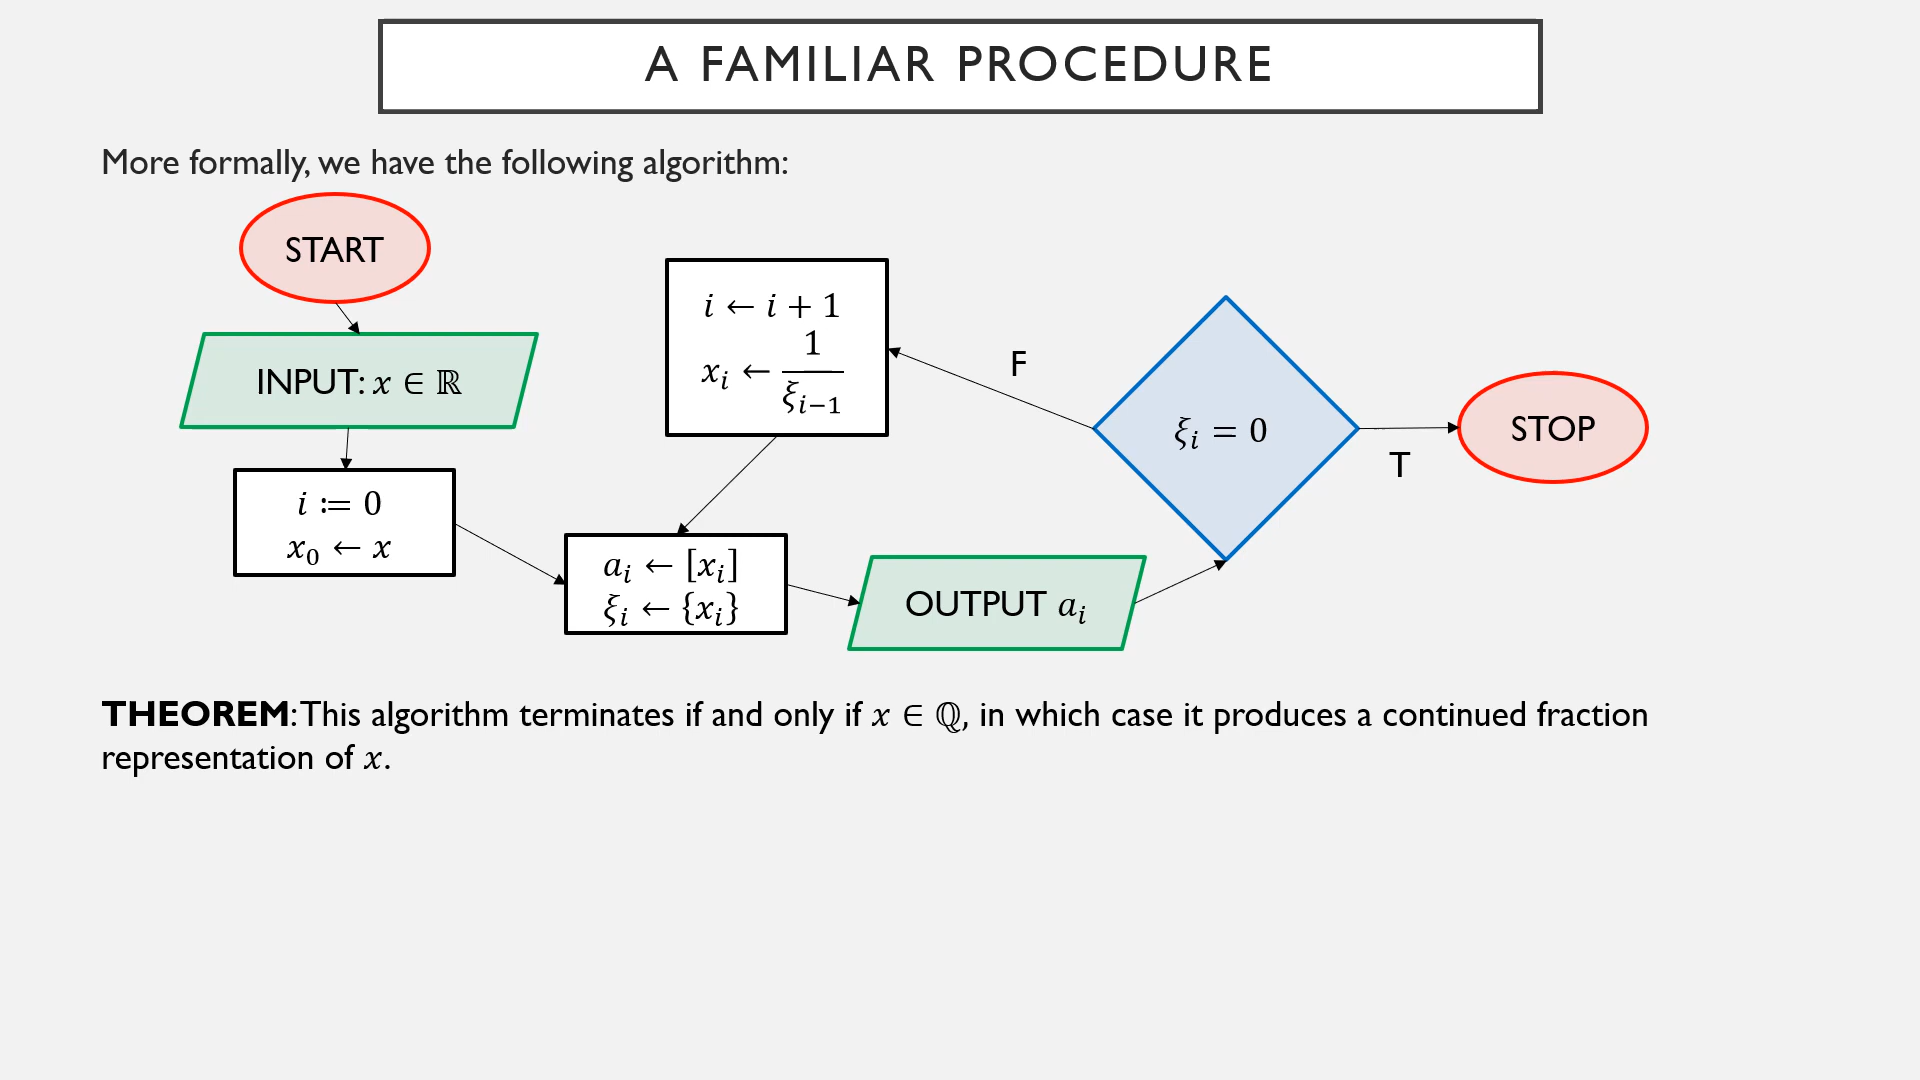 A FAMILIAR PROCEDURE
More formally, we have the following algorithm:
START
INPUT: x ∈ ℝ
i ≔ 0
x₀ ← x
i ← i + 1
xᵢ ← 1/ξᵢ₋₁
aᵢ ← [xᵢ]
ξᵢ ← {xᵢ}
OUTPUT aᵢ
ξᵢ = 0
F
T
STOP
THEOREM: This algorithm terminates if and only if x ∈ ℚ, in which case it produces a continued fraction
representation of x.